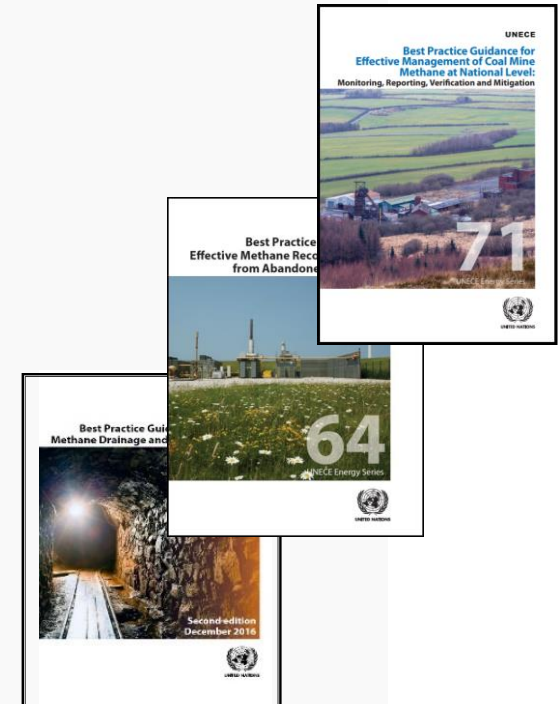 UNECE
Best Practice Guidance for
Effective Management of Coal Mine
Methane at National Level:
Monitoring, Reporting, Verification and Mitigation
71
UNECE Energy Series
UNITED NATIONS
Best Practice
Effective Methane Reco
from Abandone
64
UNECE Energy Series
UNITED NATIONS
Best Practice Gui
Methane Drainage and
Second edition
December 2016
UNITED NATIONS